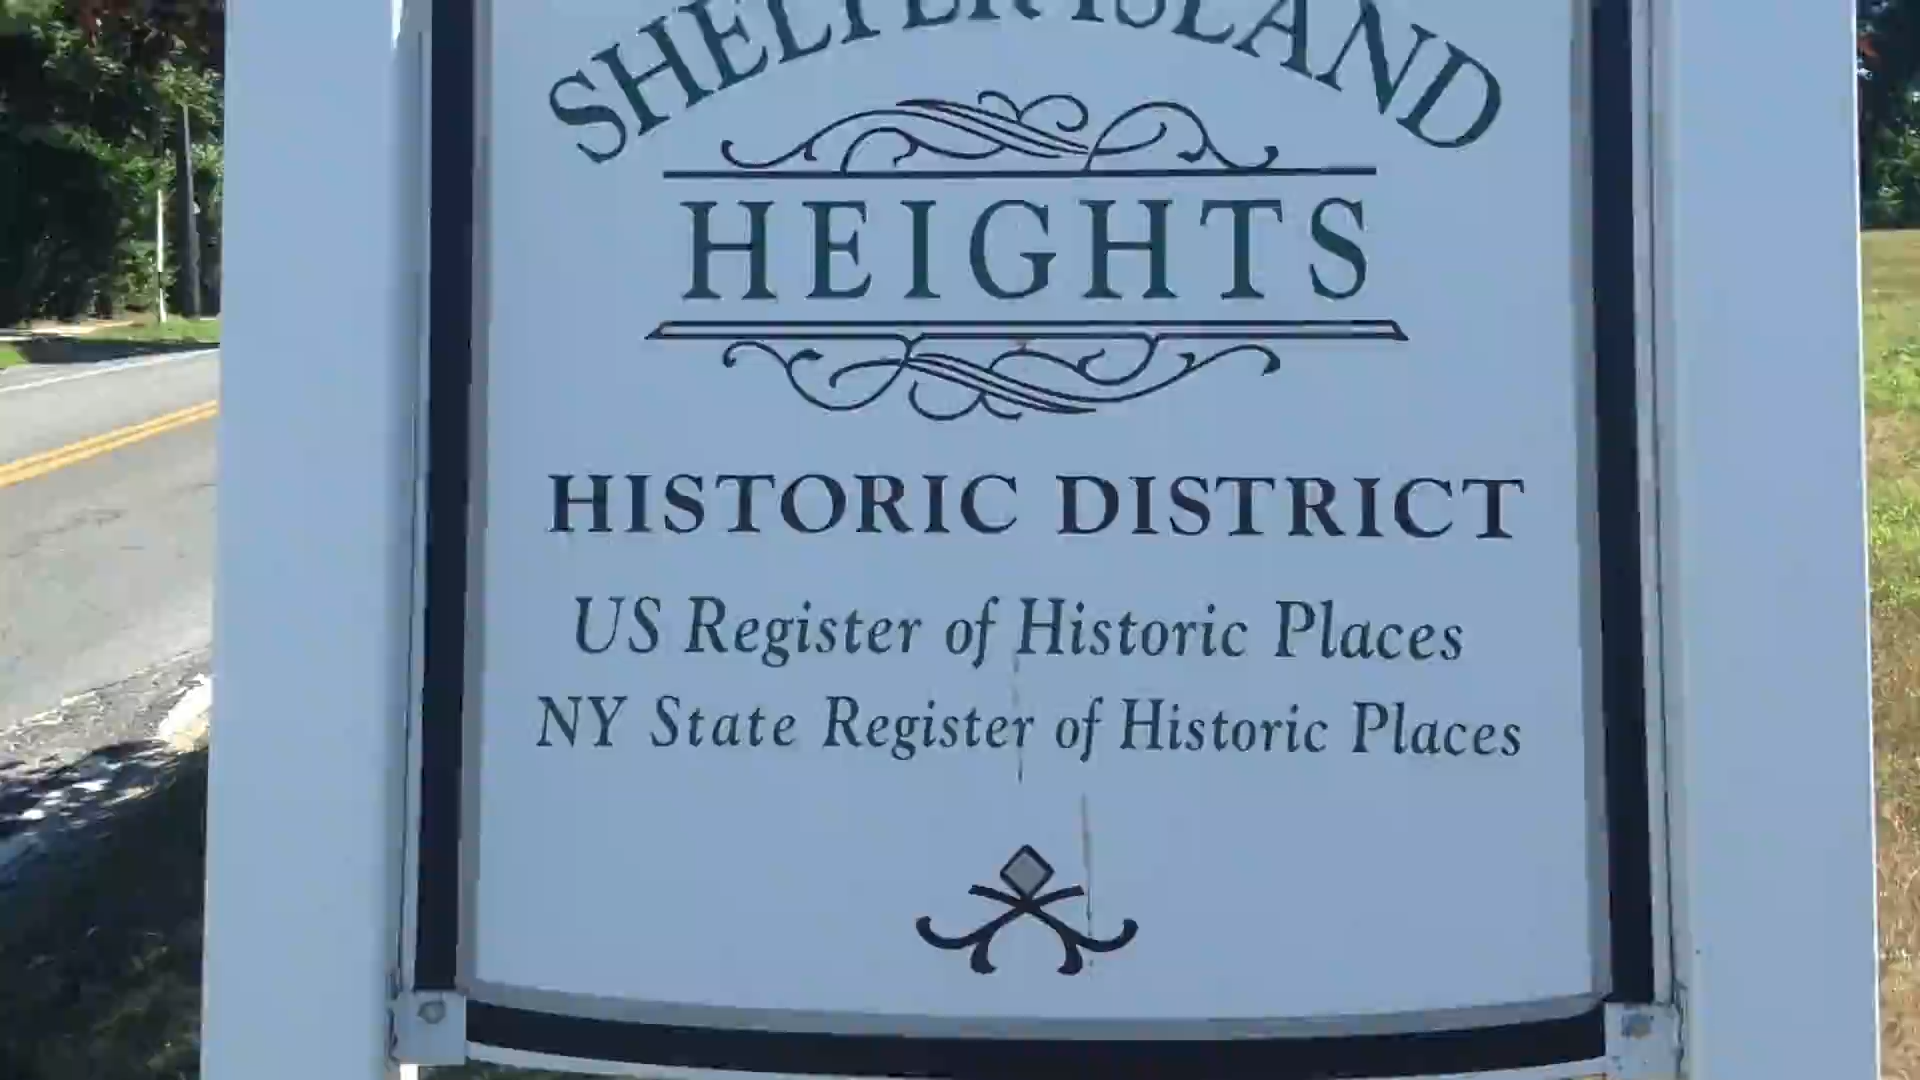 SHELTER ISLAND
HEIGHTS
HISTORIC DISTRICT
US Register of Historic Places
NY State Register of Historic Places